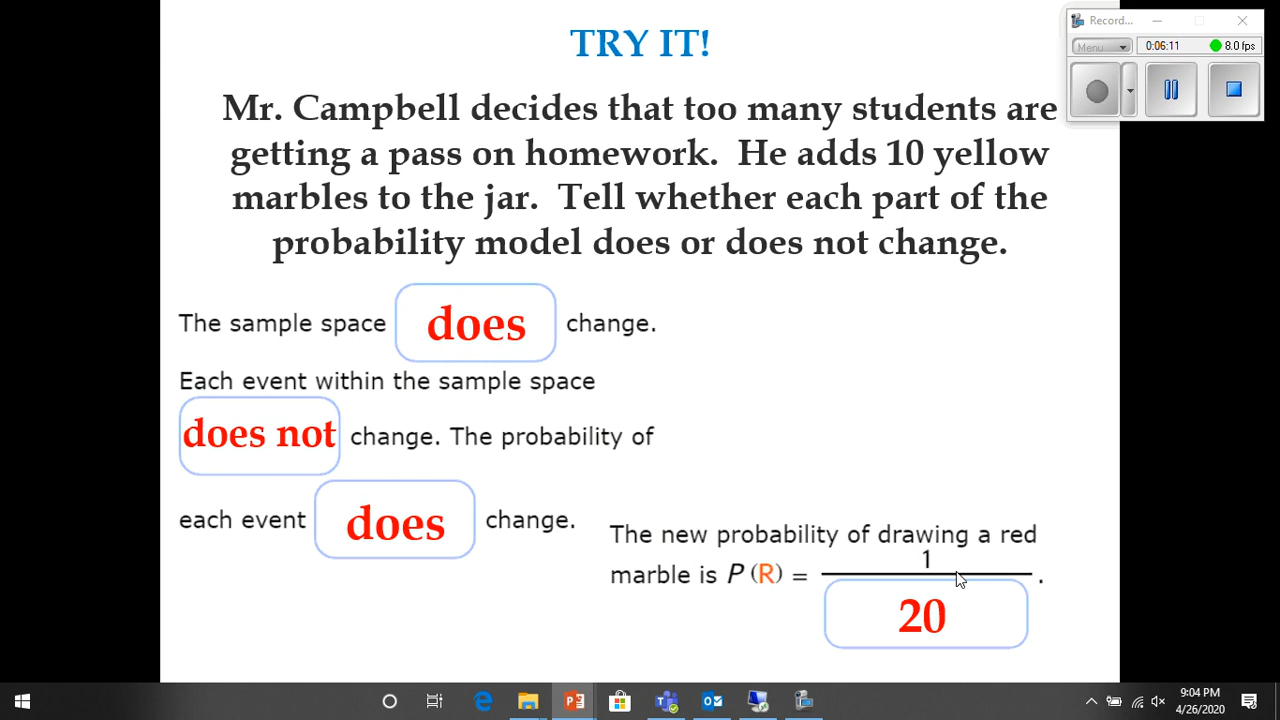 TRY IT!
Record...
Menu
0:06:11
8.0 fps
Mr. Campbell decides that too many students are
getting a pass on homework. He adds 10 yellow
marbles to the jar. Tell whether each part of the
probability model does or does not change.
The sample space does change.
Each event within the sample space
does not change. The probability of
each event does change.
The new probability of drawing a red
1
marble is P (R) = .
20
9:04 PM
4/26/2020